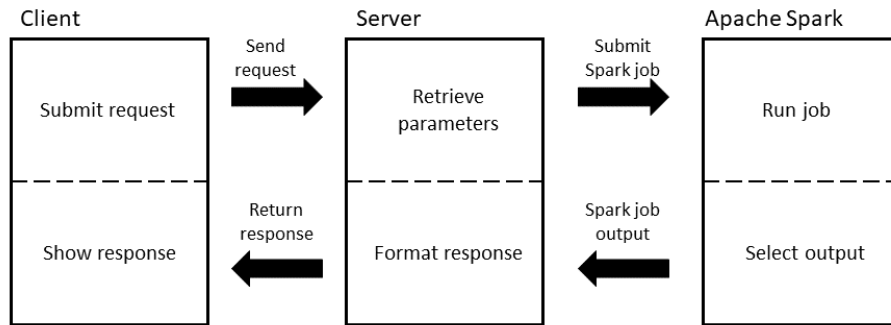 Client
Server
Apache Spark
Send
request
Submit
Spark job
Submit request
Retrieve
parameters
Run job
Return
response
Spark job
output
Show response
Format response
Select output